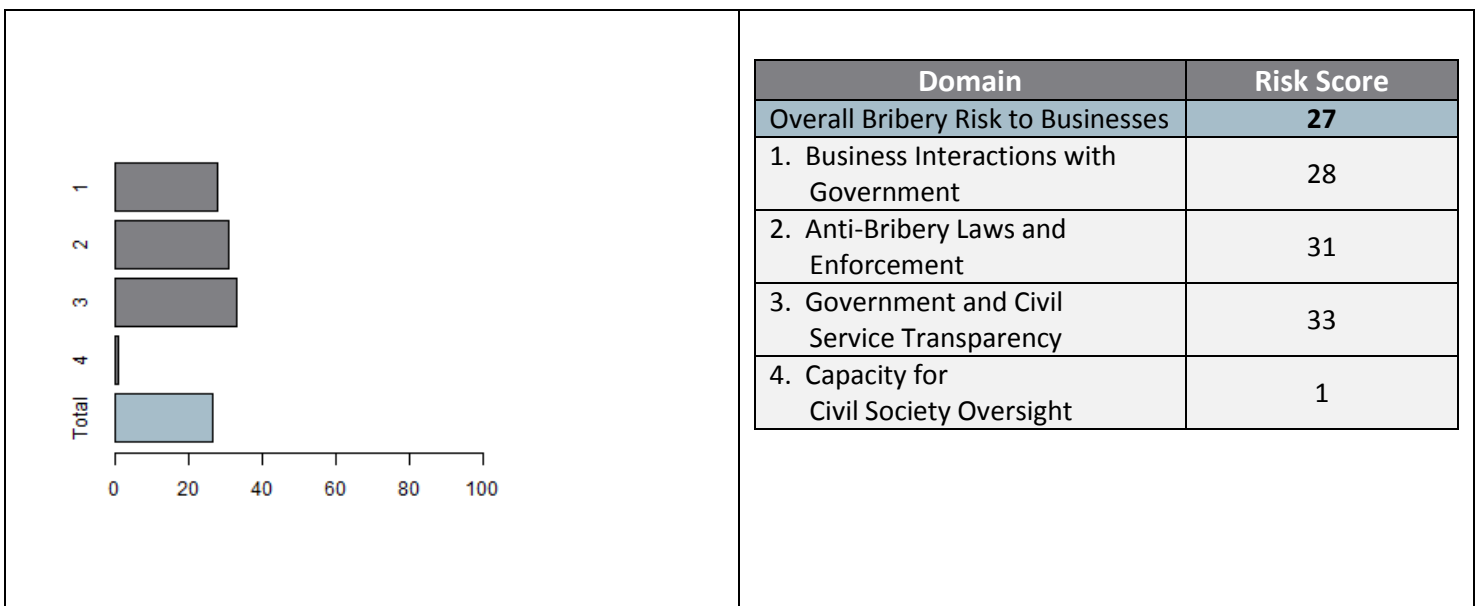 1
2
3
4
Total
0 20 40 60 80 100
Domain Risk Score
Overall Bribery Risk to Businesses 27
1. Business Interactions with
Government 28
2. Anti-Bribery Laws and
Enforcement 31
3. Government and Civil
Service Transparency 33
4. Capacity for
Civil Society Oversight 1